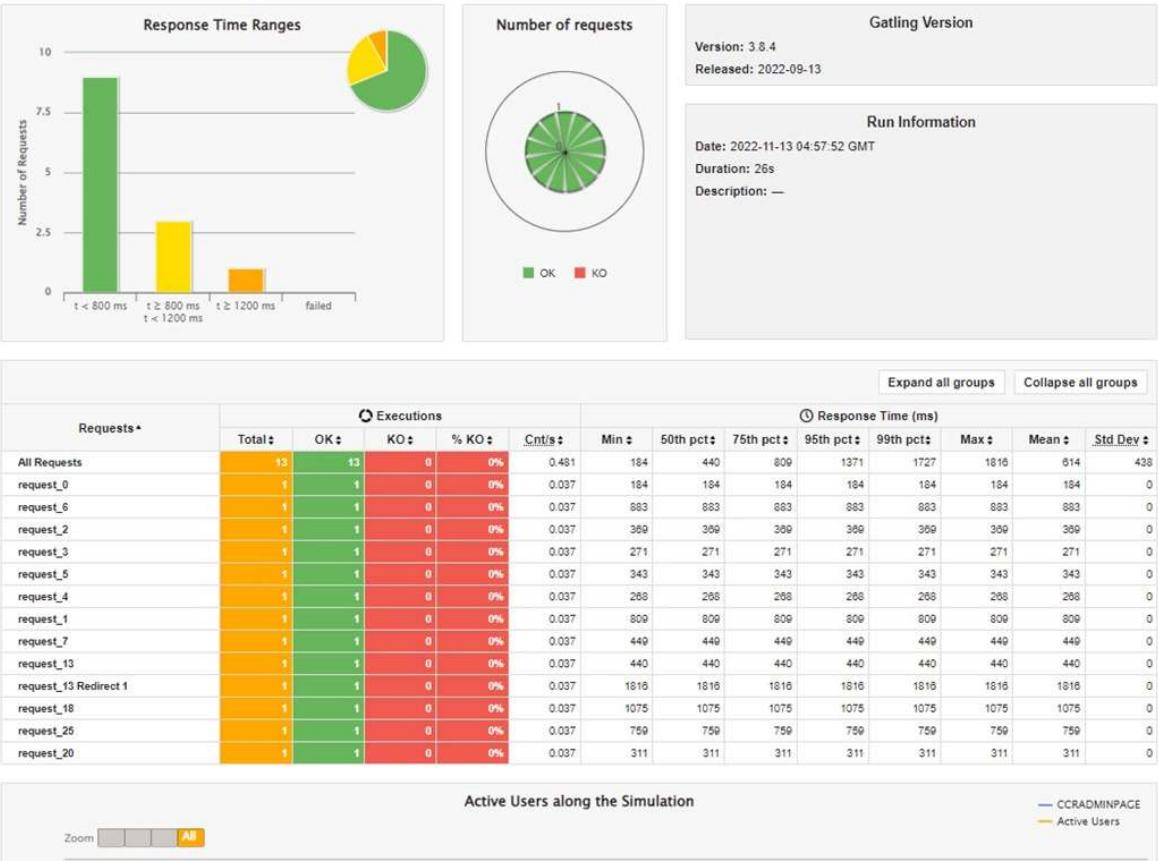 Response Time Ranges
10
7.5
5
2.5
0
Number of Requests
t < 800 ms
t ≥ 800 ms
t < 1200 ms
t ≥ 1200 ms
failed
Number of requests
1
0
OK KO
Gatling Version
Version: 3.8.4
Released: 2022-09-13
Run Information
Date: 2022-11-13 04:57:52 GMT
Duration: 26s
Description: —
Expand all groups Collapse all groups
Requests Executions Response Time (ms)
Total OK KO % KO Cnt/s Min 50th pct 75th pct 95th pct 99th pct Max Mean Std Dev
All Requests 13 13 0 0% 0.481 184 440 809 1371 1727 1816 614 438
request_0 1 1 0 0% 0.037 184 184 184 184 184 184 184 0
request_6 1 1 0 0% 0.037 883 883 883 883 883 883 883 0
request_2 1 1 0 0% 0.037 369 369 369 369 369 369 369 0
request_3 1 1 0 0% 0.037 271 271 271 271 271 271 271 0
request_5 1 1 0 0% 0.037 343 343 343 343 343 343 343 0
request_4 1 1 0 0% 0.037 268 268 268 268 268 268 268 0
request_1 1 1 0 0% 0.037 809 809 809 809 809 809 809 0
request_7 1 1 0 0% 0.037 449 449 449 449 449 449 449 0
request_13 1 1 0 0% 0.037 440 440 440 440 440 440 440 0
request_13 Redirect 1 1 1 0 0% 0.037 1816 1816 1816 1816 1816 1816 1816 0
request_18 1 1 0 0% 0.037 1075 1075 1075 1075 1075 1075 1075 0
request_25 1 1 0 0% 0.037 759 759 759 759 759 759 759 0
request_20 1 1 0 0% 0.037 311 311 311 311 311 311 311 0
Active Users along the Simulation
CCRADMINPAGE
Active Users
Zoom All